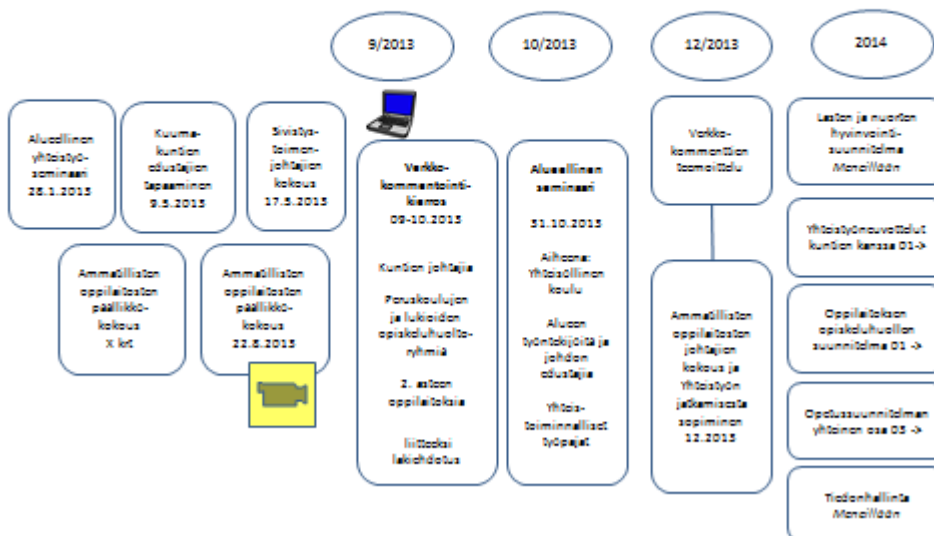 9/2013
10/2013
12/2013
2014
Alueellinen
yhteistyö-
seminaari
28.1.2013
Kuuma-
kuntien
edustajien
tapaaminen
9.5.2013
Sivistys-
toimen-
johtajien
kokous
17.5.2013
Ammatillisten
oppilaitosten
päällikkö-
kokous
X krt
Ammatillisten
oppilaitosten
päällikkö-
kokous
22.8.2013
Verkko-
kommentointi-
kierros
09-10.2013
Kuntien johtajia
Peruskoulujen
ja lukioiden
opiskeluhuolto-
ryhmiä
2. asteen
oppilaitoksia
liitteeksi
lakiehdotus
Alueellinen
seminaari
31.10.2013
Aiheena:
Yhteisöllinen
koulu
Alueen
työntekijöitä ja
johdon
edustajia
Yhteis-
toiminnalliset
työpajat
Verkko-
kommenttien
teemoittelu
Ammatillisten
oppilaitosten
johtajien
kokous ja
Yhteistyön
jatkamisesta
sopiminen
12.2013
Lasten ja nuorten
hyvinvointi-
suunnitelma
Meneillään
Yhteistyöneuvottelut
kuntien kanssa 01->
Oppilaitoksen
opiskeluhuollon
suunnitelma 01 ->
Opetussuunnitelman
yhteinen osa 03 ->
Tiedonhallinta
Meneillään